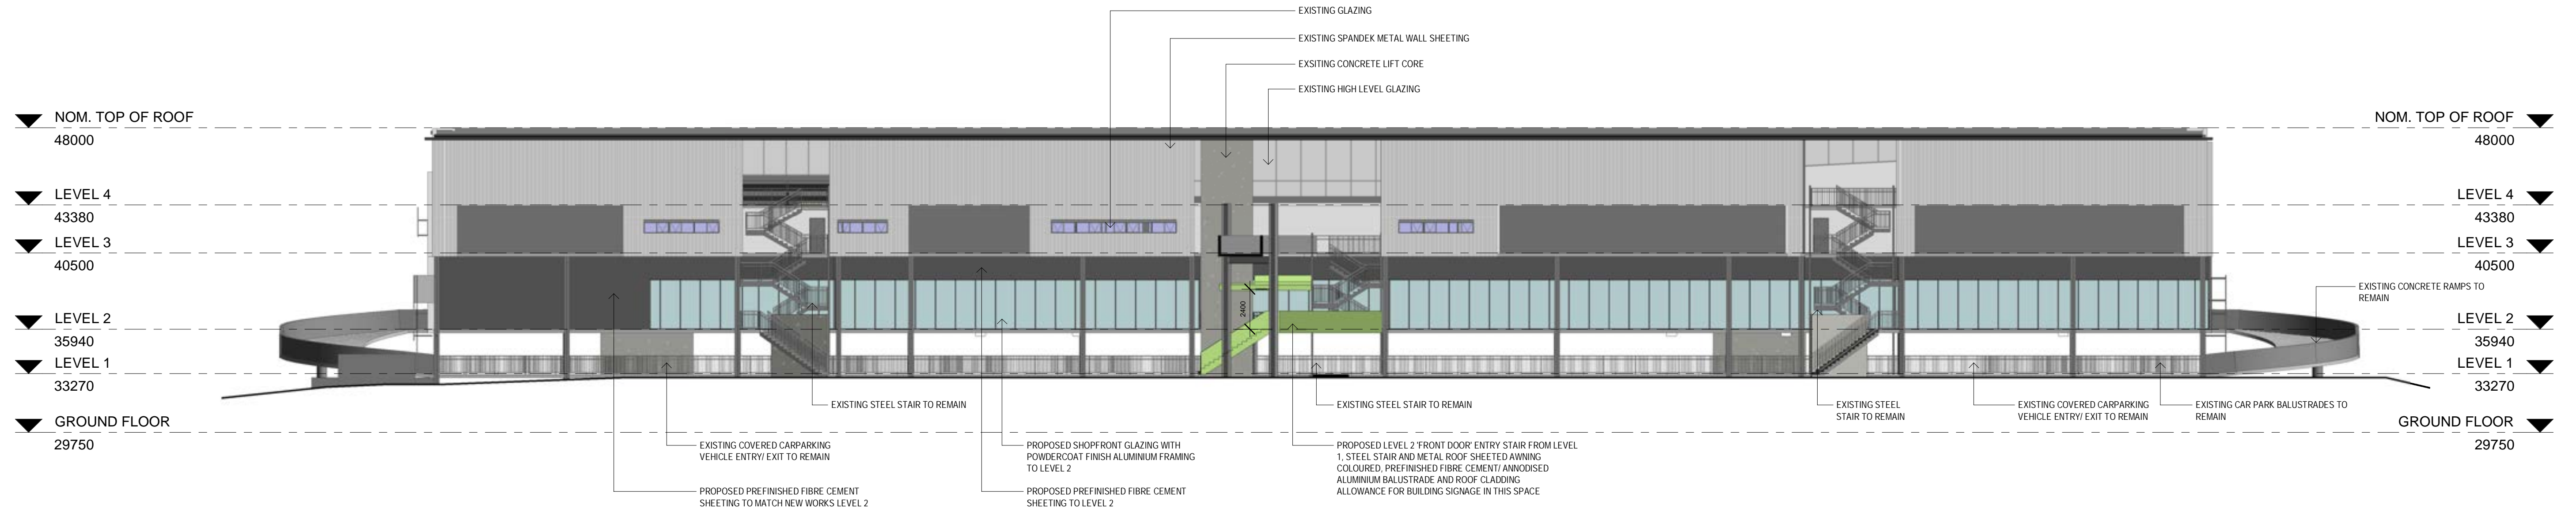 EXISTING GLAZING
EXISTING SPANDEK METAL WALL SHEETING
EXSITING CONCRETE LIFT CORE
EXISTING HIGH LEVEL GLAZING
NOM. TOP OF ROOF
48000
LEVEL 4
43380
LEVEL 3
40500
LEVEL 2
35940
LEVEL 1
33270
GROUND FLOOR
29750
2400
NOM. TOP OF ROOF
48000
LEVEL 4
43380
LEVEL 3
40500
LEVEL 2
35940
LEVEL 1
33270
GROUND FLOOR
29750
EXISTING CONCRETE RAMPS TO
REMAIN
EXISTING STEEL STAIR TO REMAIN
EXISTING STEEL STAIR TO REMAIN
EXISTING STEEL
STAIR TO REMAIN
EXISTING COVERED CARPARKING
VEHICLE ENTRY/ EXIT TO REMAIN
EXISTING CAR PARK BALUSTRADES TO
REMAIN
EXISTING COVERED CARPARKING
VEHICLE ENTRY/ EXIT TO REMAIN
PROPOSED SHOPFRONT GLAZING WITH
POWDERCOAT FINISH ALUMINIUM FRAMING
TO LEVEL 2
PROPOSED LEVEL 2 'FRONT DOOR' ENTRY STAIR FROM LEVEL
1, STEEL STAIR AND METAL ROOF SHEETED AWNING
COLOURED, PREFINISHED FIBRE CEMENT/ ANNODISED
ALUMINIUM BALUSTRADE AND ROOF CLADDING
ALLOWANCE FOR BUILDING SIGNAGE IN THIS SPACE
PROPOSED PREFINISHED FIBRE CEMENT
SHEETING TO MATCH NEW WORKS LEVEL 2
PROPOSED PREFINISHED FIBRE CEMENT
SHEETING TO LEVEL 2